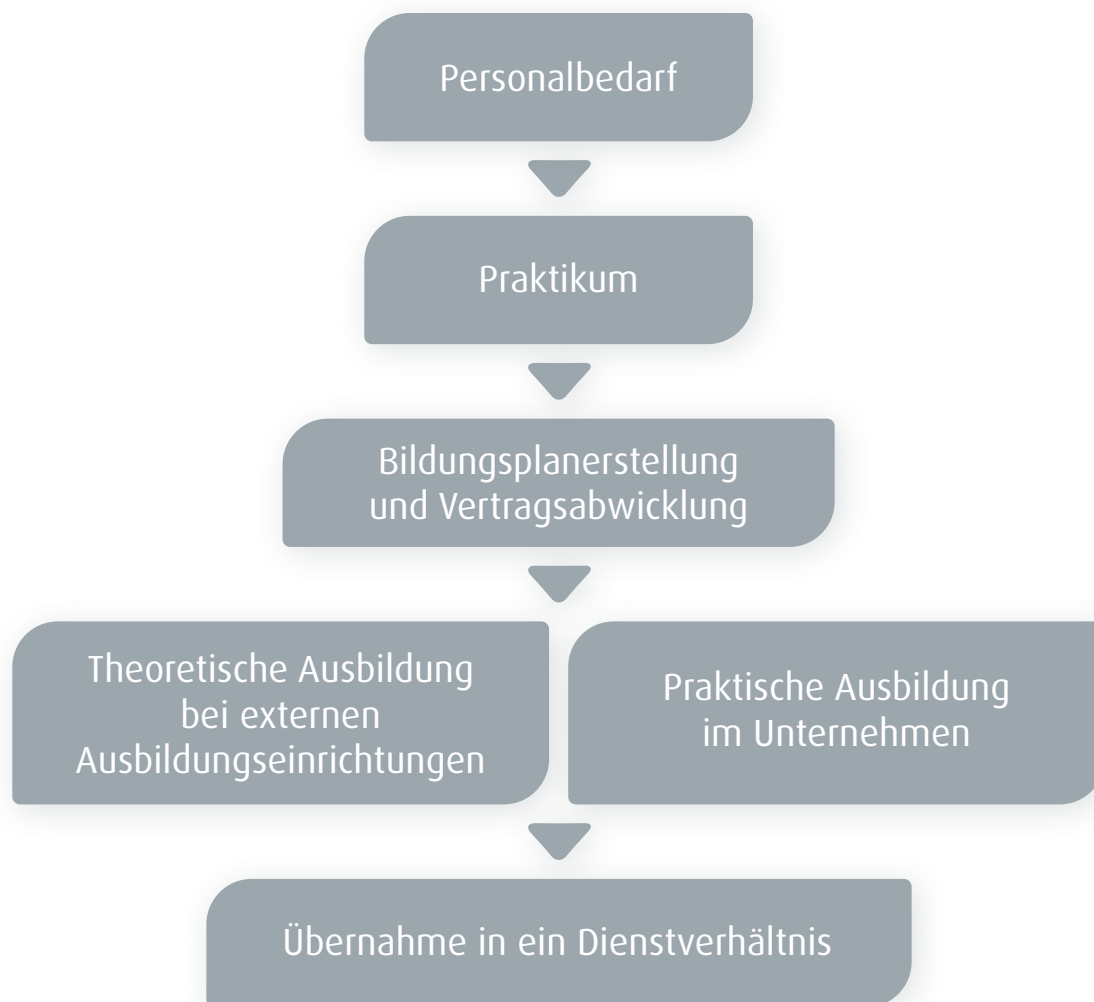 Personalbedarf
Praktikum
Bildungsplanerstellung
und Vertragsabwicklung
Theoretische Ausbildung
bei externen
Ausbildungseinrichtungen
Praktische Ausbildung
im Unternehmen
Übernahme in ein Dienstverhältnis